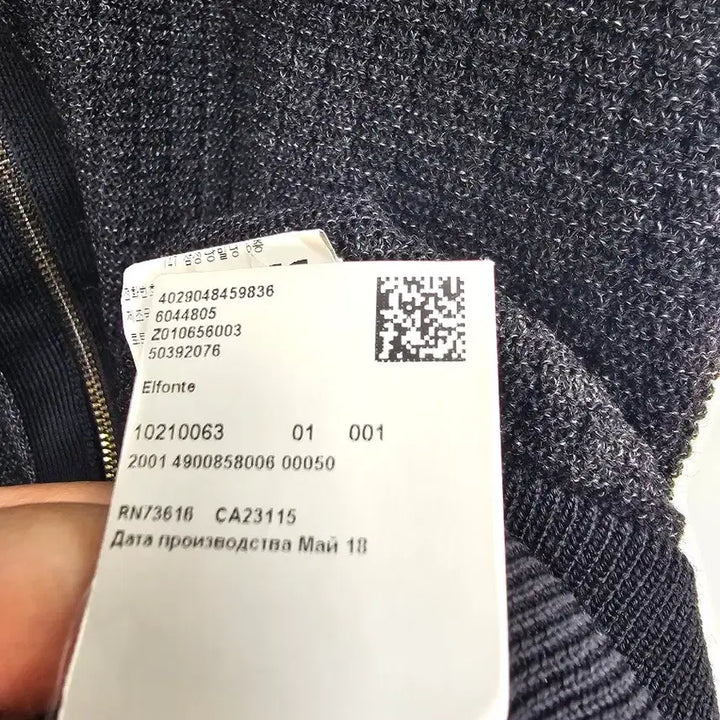 4029048459836
6044805
Z010656003
50392076
Elfonte
10210063 01 001
2001 4900858006 00050
RN73616 CA23115
Дата производства Май 18